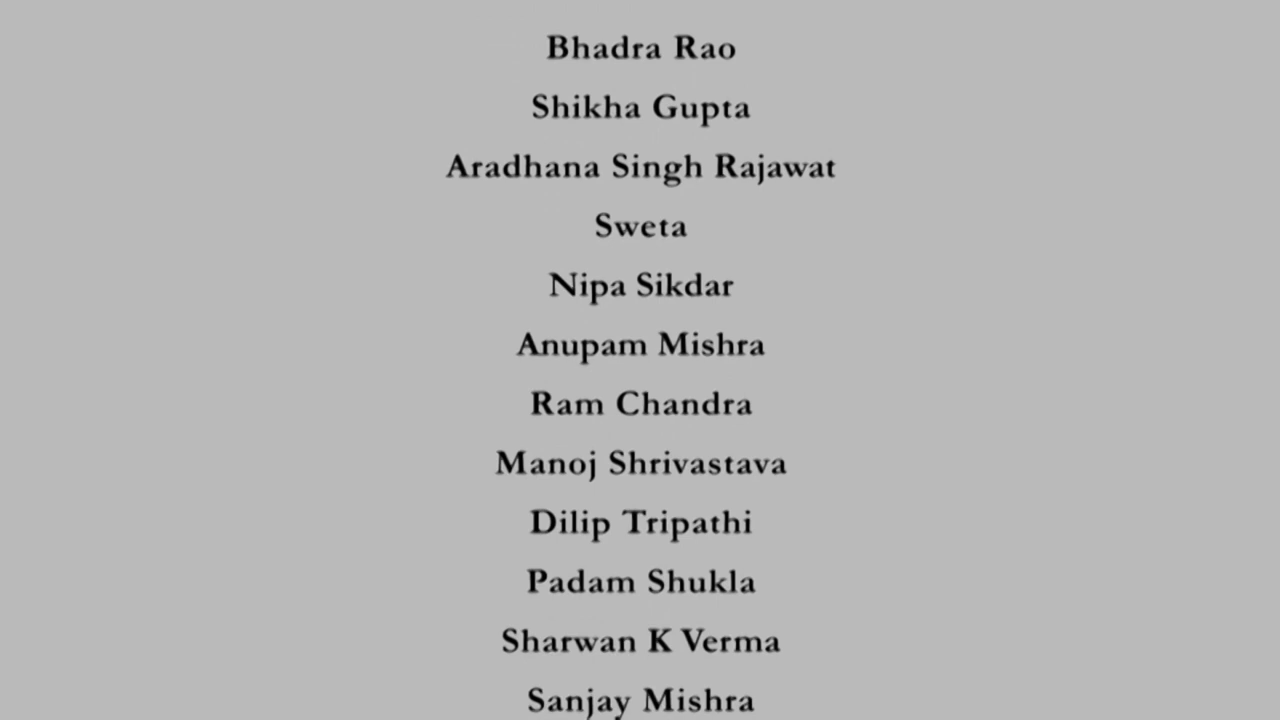 Bhadra Rao
Shikha Gupta
Aradhana Singh Rajawat
Sweta
Nipa Sikdar
Anupam Mishra
Ram Chandra
Manoj Shrivastava
Dilip Tripathi
Padam Shukla
Sharwan K Verma
Sanjay Mishra